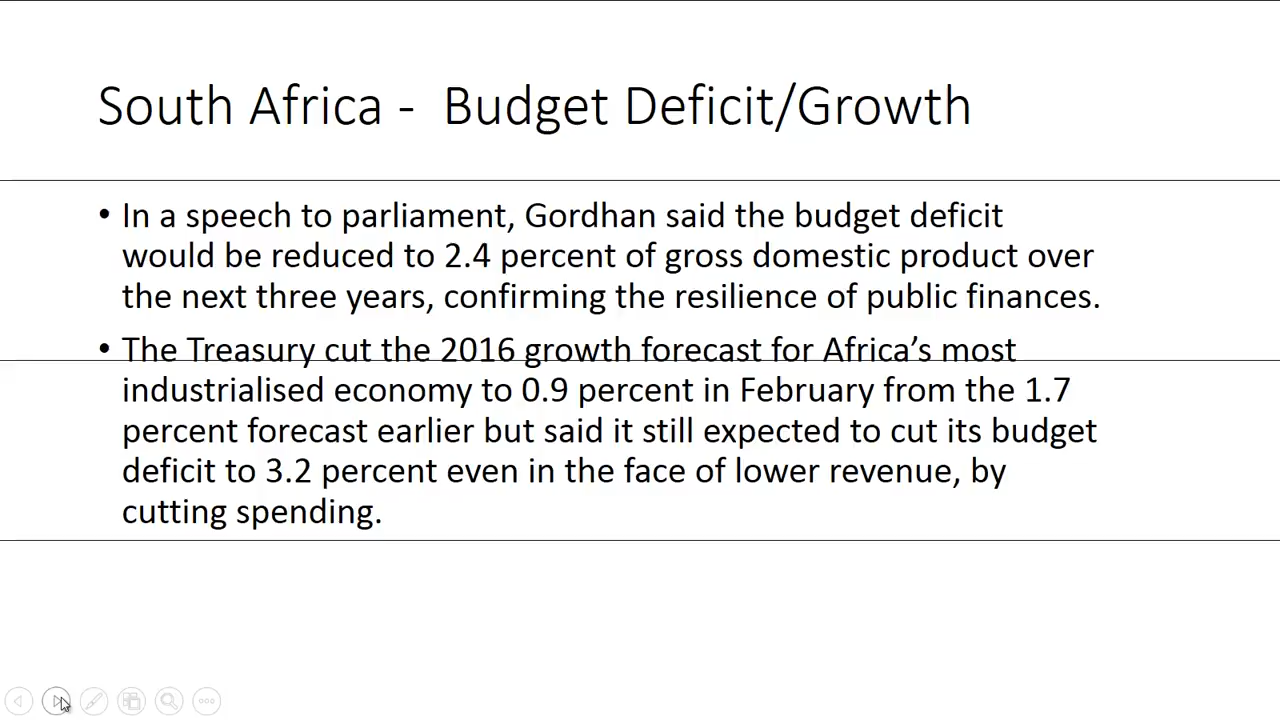 South Africa -  Budget Deficit/Growth
• In a speech to parliament, Gordhan said the budget deficit
would be reduced to 2.4 percent of gross domestic product over
the next three years, confirming the resilience of public finances.
• The Treasury cut the 2016 growth forecast for Africa’s most
industrialised economy to 0.9 percent in February from the 1.7
percent forecast earlier but said it still expected to cut its budget
deficit to 3.2 percent even in the face of lower revenue, by
cutting spending.